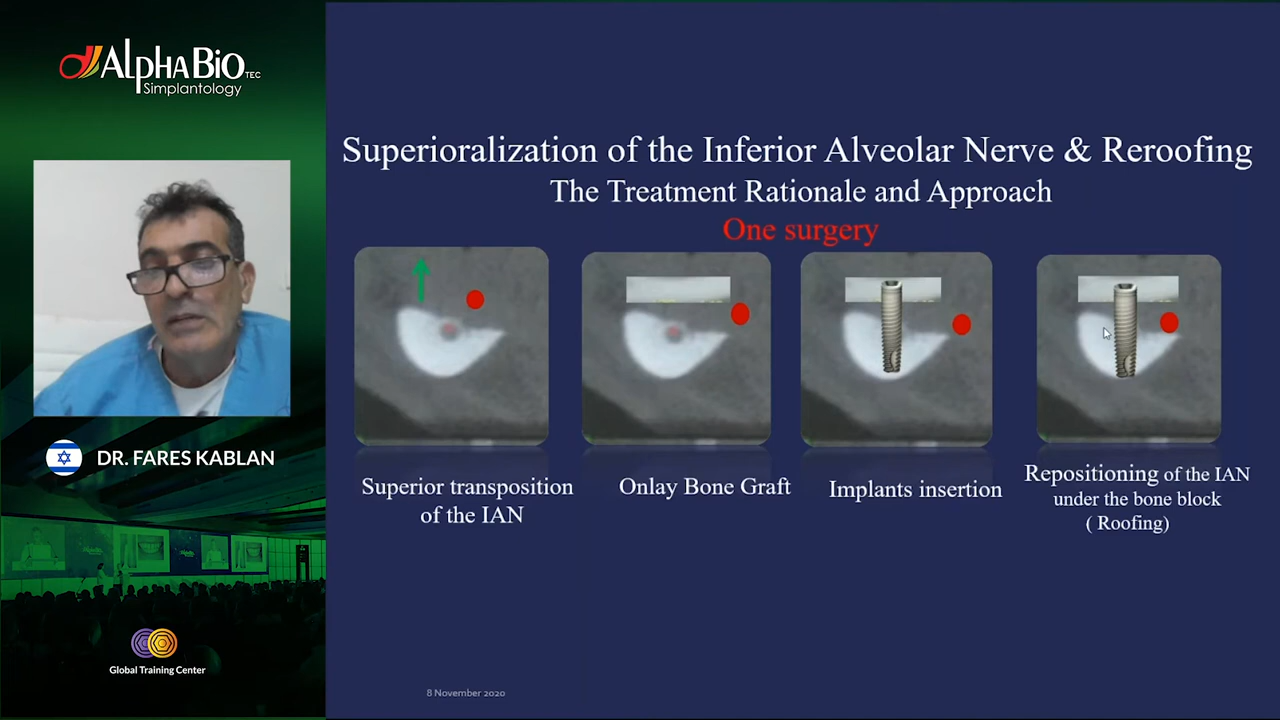 AlphaBio TEC
Simplantology
DR. FARES KABLAN
Global Training Center
Superioralization of the Inferior Alveolar Nerve & Reroofing
The Treatment Rationale and Approach
One surgery
Superior transposition
of the IAN
Onlay Bone Graft
Implants insertion
Repositioning of the IAN
under the bone block
( Roofing)
8 November 2020